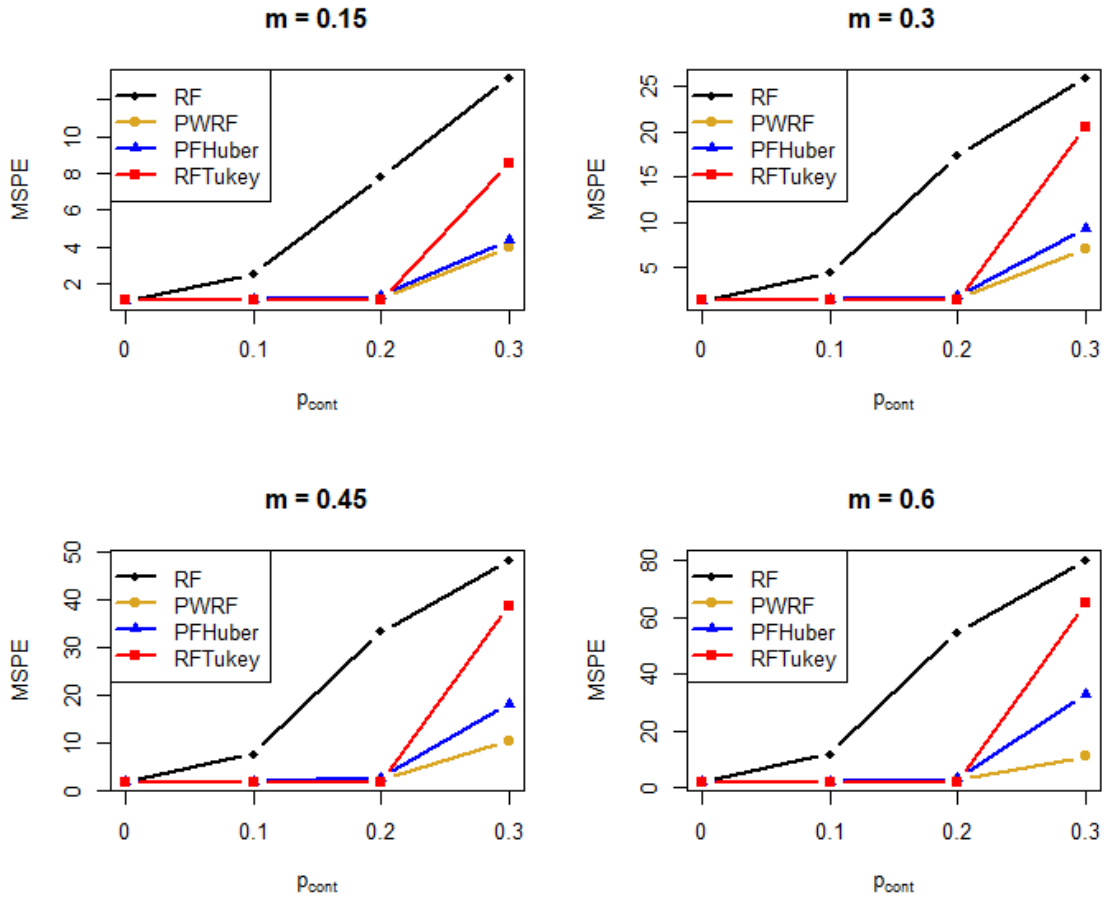 m = 0.15
MSPE
12
10
8
6
4
2
RF
PWRF
PFHuber
RFTukey
0 0.1 0.2 0.3
pcont
m = 0.3
MSPE
25
20
15
10
5
RF
PWRF
PFHuber
RFTukey
0 0.1 0.2 0.3
pcont
m = 0.45
MSPE
50
40
30
20
10
0
RF
PWRF
PFHuber
RFTukey
0 0.1 0.2 0.3
pcont
m = 0.6
MSPE
80
60
40
20
0
RF
PWRF
PFHuber
RFTukey
0 0.1 0.2 0.3
pcont